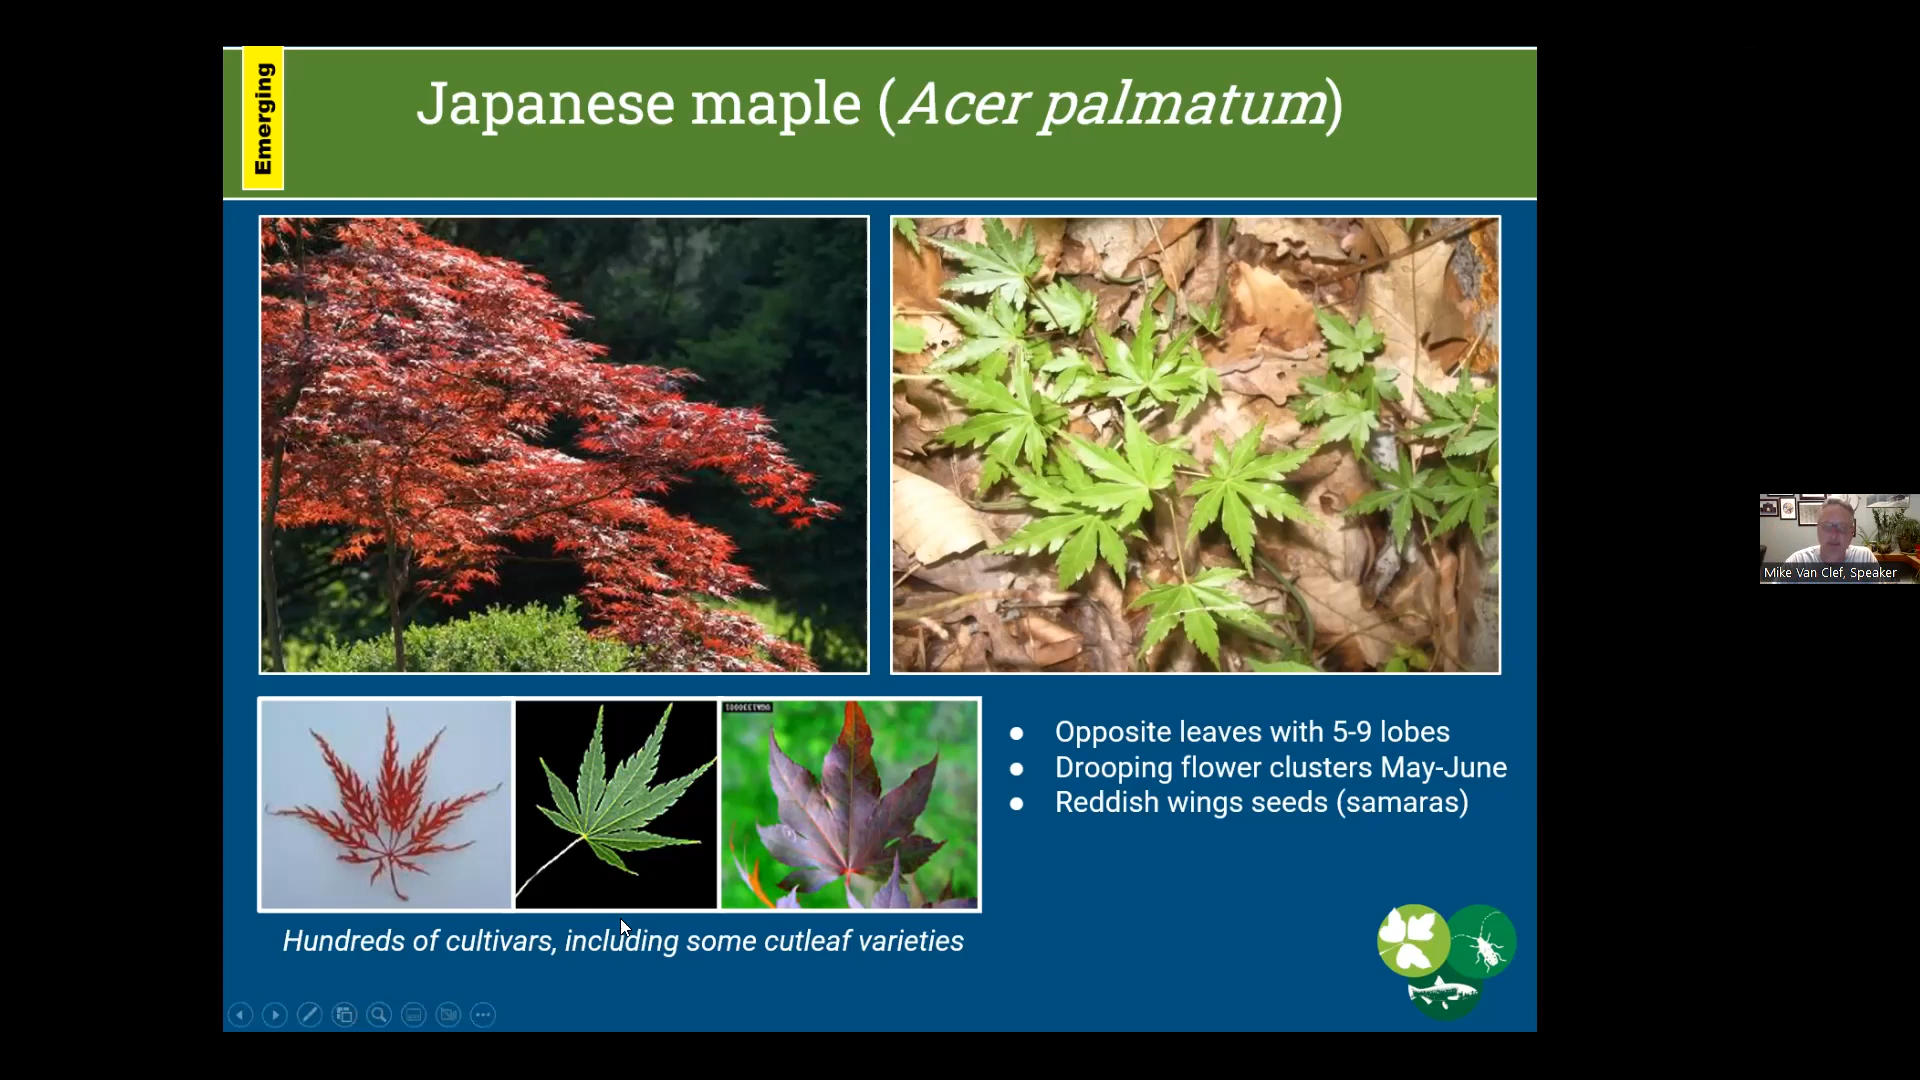 Emerging
Japanese maple (Acer palmatum)
● Opposite leaves with 5-9 lobes
● Drooping flower clusters May-June
● Reddish wings seeds (samaras)
Hundreds of cultivars, including some cutleaf varieties
Mike Van Clef, Speaker